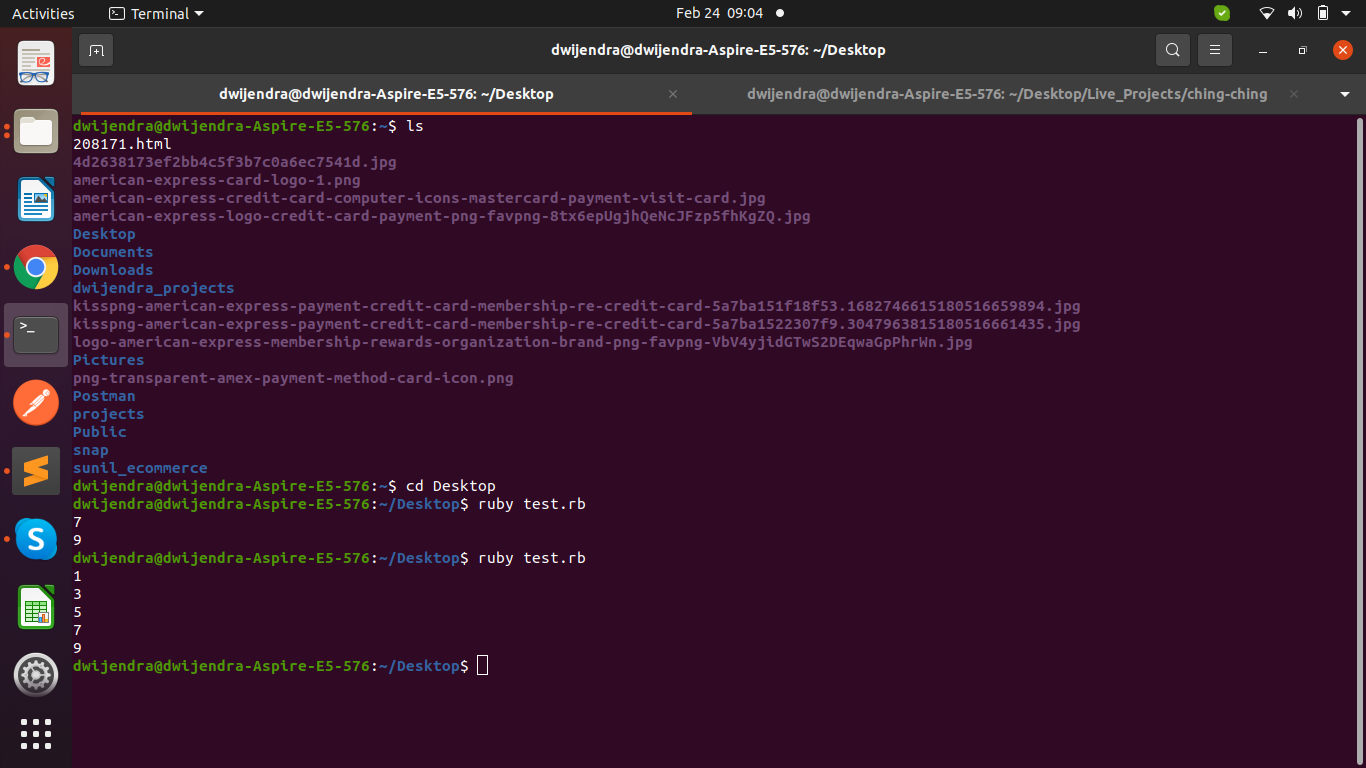 Activities
Terminal
Feb 24 09:04
dwijendra@dwijendra-Aspire-E5-576: ~/Desktop
dwijendra@dwijendra-Aspire-E5-576: ~/Desktop
dwijendra@dwijendra-Aspire-E5-576: ~/Desktop/Live_Projects/ching-ching
dwijendra@dwijendra-Aspire-E5-576:~$ ls
208171.html
4d2638173ef2bb4c5f3b7c0a6ec7541d.jpg
american-express-card-logo-1.png
american-express-credit-card-computer-icons-mastercard-payment-visit-card.jpg
american-express-logo-credit-card-payment-png-favpng-8tx6epUgjhQeNcJFzp5fhKgZQ.jpg
Desktop
Documents
Downloads
dwijendra_projects
kisspng-american-express-payment-credit-card-membership-re-credit-card-5a7ba151f18f53.1682746615180516659894.jpg
kisspng-american-express-payment-credit-card-membership-re-credit-card-5a7ba1522307f9.3047963815180516661435.jpg
logo-american-express-membership-rewards-organization-brand-png-favpng-VbV4yjidGTwS2DEqwaGpPhrWn.jpg
Pictures
png-transparent-amex-payment-method-card-icon.png
Postman
projects
Public
snap
sunil_ecommerce
dwijendra@dwijendra-Aspire-E5-576:~$ cd Desktop
dwijendra@dwijendra-Aspire-E5-576:~/Desktop$ ruby test.rb
7
9
dwijendra@dwijendra-Aspire-E5-576:~/Desktop$ ruby test.rb
1
3
5
7
9
dwijendra@dwijendra-Aspire-E5-576:~/Desktop$